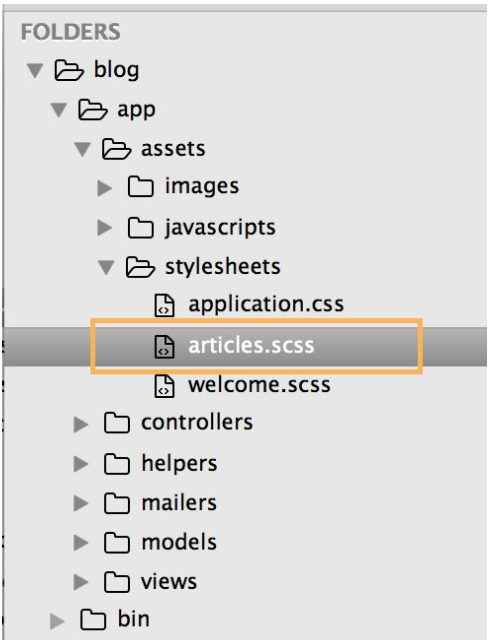 FOLDERS
blog
app
assets
images
javascripts
stylesheets
application.css
articles.scss
welcome.scss
controllers
helpers
mailers
models
views
bin